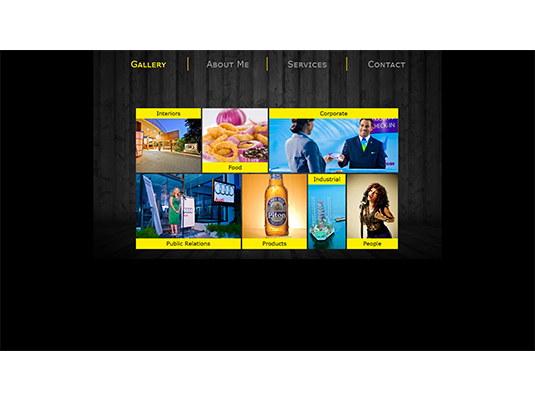 Gallery
About Me
Services
Contact
Interiors
Corporate
CHECK-IN
Food
Industrial
Piton
Public Relations
Products
People